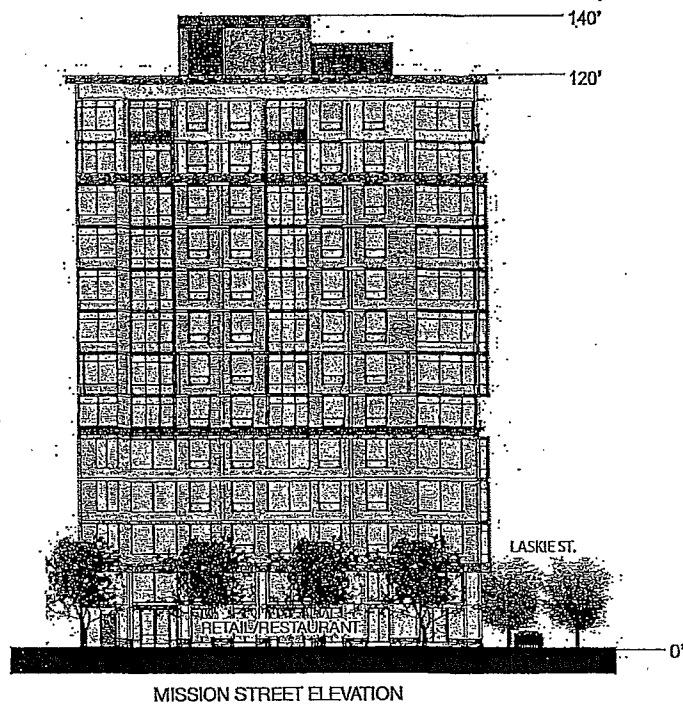 140'
120'
LASKIE ST.
RETAIL/RESTAURANT
0'
MISSION STREET ELEVATION